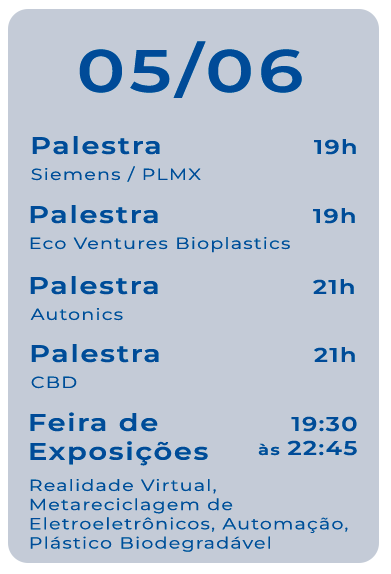 05/06
Palestra 19h
Siemens / PLMX
Palestra 19h
Eco Ventures Bioplastics
Palestra 21h
Autonics
Palestra 21h
CBD
Feira de 19:30
Exposições às 22:45
Realidade Virtual,
Metareciclagem de
Eletroeletrônicos, Automação,
Plástico Biodegradável